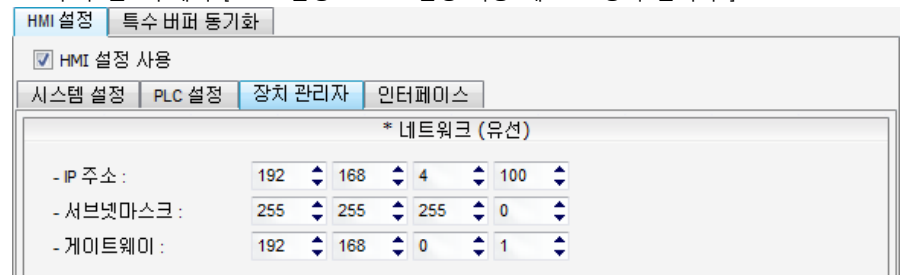 HMI 설정 특수 버퍼 동기화
HMI 설정 사용
시스템 설정 PLC 설정 장치 관리자 인터페이스
* 네트워크 (유선)
- IP 주소 : 192 168 4 100
- 서브넷마스크 : 255 255 255 0
- 게이트웨이 : 192 168 0 1